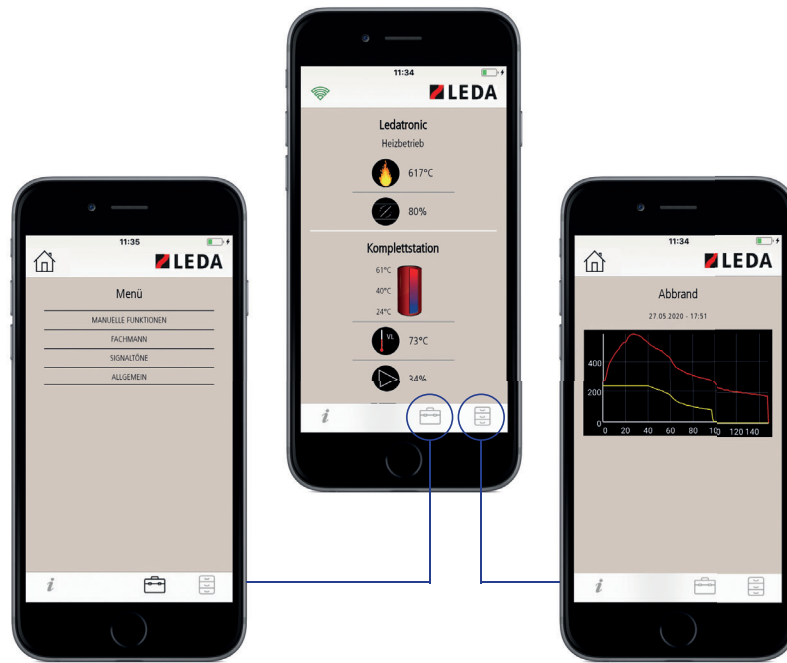 11:34
LEDA
Ledatronic
Heizbetrieb
617°C
80%
Komplettstation
61°C
40°C
24°C
VL
73°C
34%
i
11:35
LEDA
Menü
MANUELLE FUNKTIONEN
FACHMANN
SIGNALTÖNE
ALLGEMEIN
i
11:34
LEDA
Abbrand
27.05.2020 - 17:51
400
200
0
0 20 40 60 80 10 120 140
i